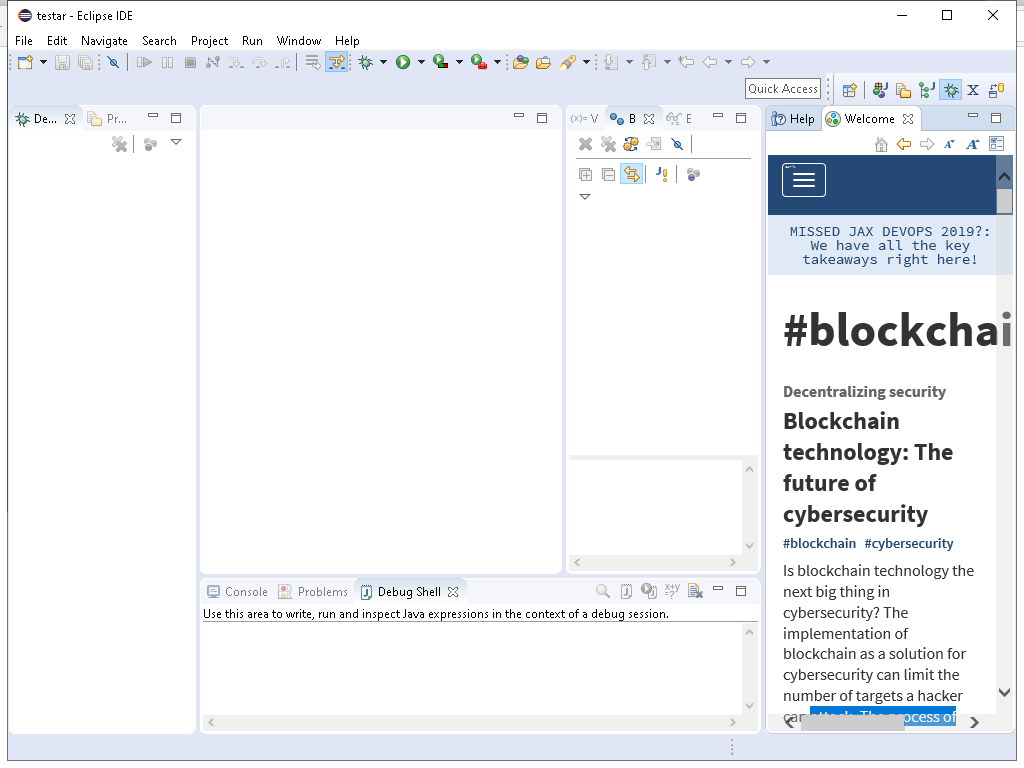 testar - Eclipse IDE
File Edit Navigate Search Project Run Window Help
Quick Access
De... Pr... (x)= V B E Help Welcome
MISSED JAX DEVOPS 2019?:
We have all the key
takeaways right here!
#blockchai
Decentralizing security
Blockchain
technology: The
future of
cybersecurity
#blockchain #cybersecurity
Is blockchain technology the
next big thing in
cybersecurity? The
implementation of
blockchain as a solution for
cybersecurity can limit the
number of targets a hacker
can attack. The process of
Console Problems Debug Shell
Use this area to write, run and inspect Java expressions in the context of a debug session.